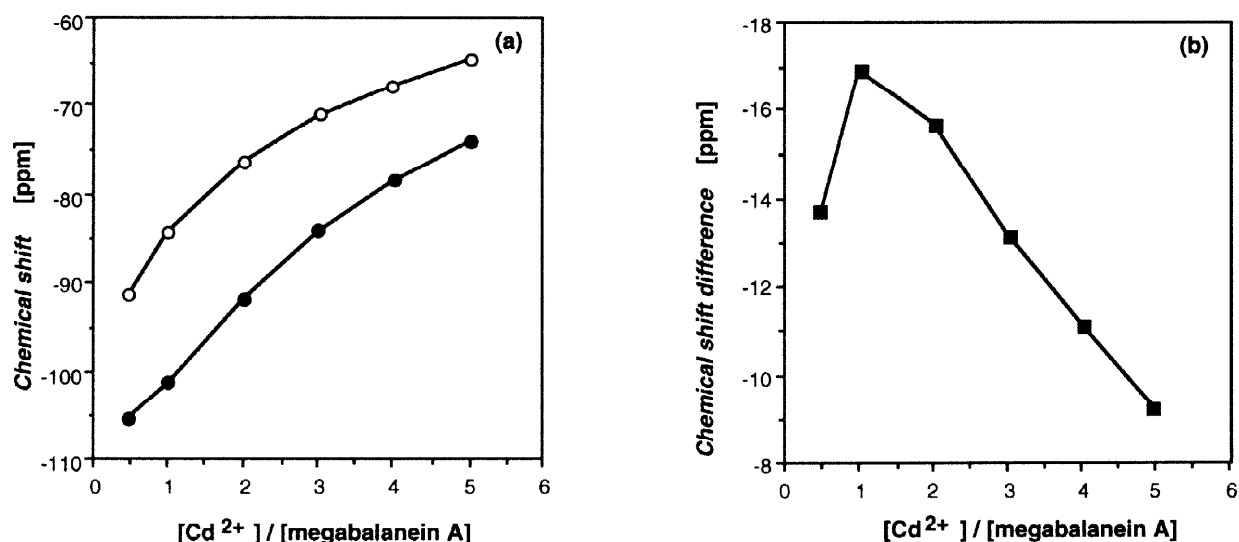 (a)
Chemical shift [ppm]
-60
-70
-80
-90
-100
-110
0 1 2 3 4 5 6
[Cd 2+ ] / [megabalanein A]
(b)
Chemical shift difference [ppm]
-18
-16
-14
-12
-10
-8
0 1 2 3 4 5 6
[Cd 2+ ] / [megabalanein A]